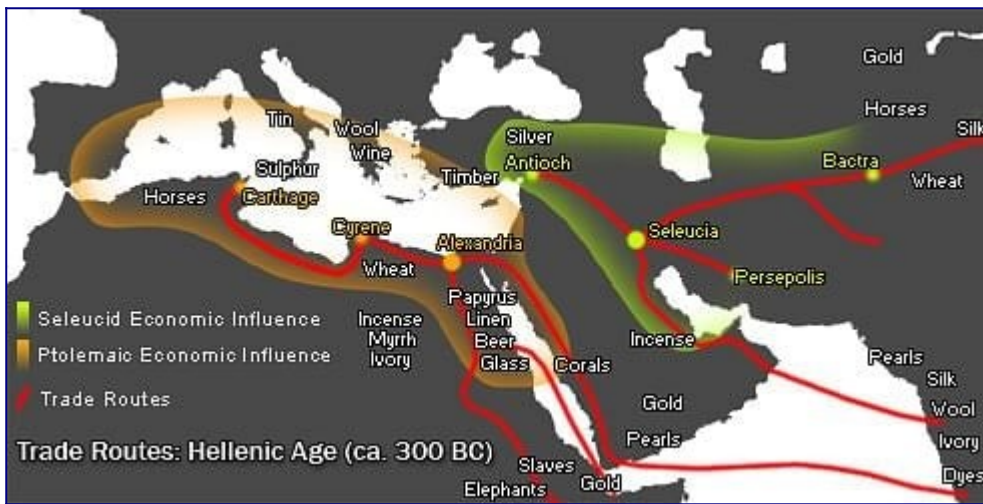 Gold
Horses
Silk
Tin
Wool
Wine
Silver
Antioch
Bactra
Sulphur
Timber
Wheat
Horses
Carthage
Cyrene
Alexandria
Seleucia
Wheat
Persepolis
Papyrus
Linen
Beer
Glass
Incense
Myrrh
Ivory
Incense
Corals
Pearls
Silk
Wool
Ivory
Dyes
Gold
Pearls
Slaves
Elephants
Gold
Seleucid Economic Influence
Ptolemaic Economic Influence
Trade Routes
Trade Routes: Hellenic Age (ca. 300 BC)